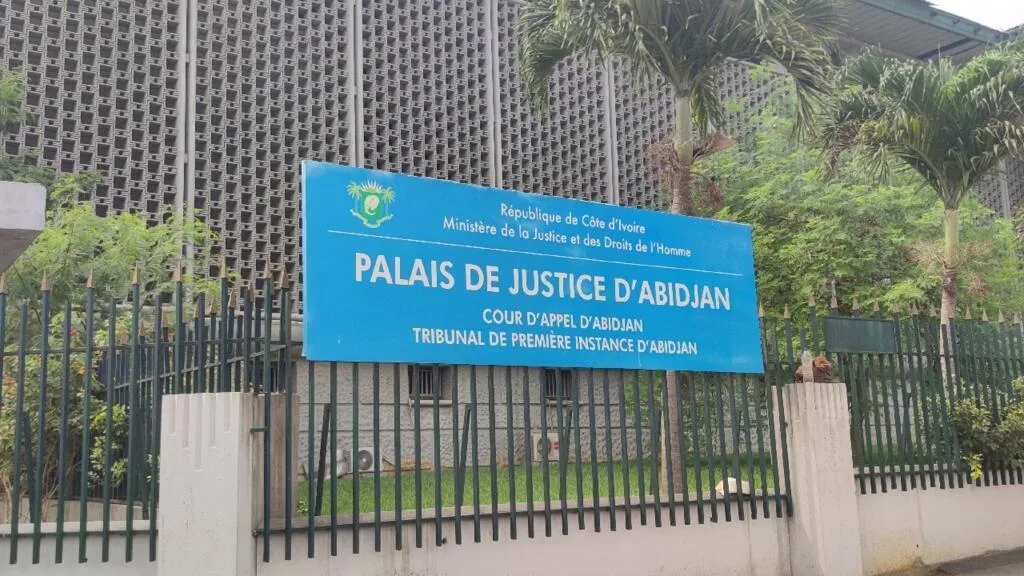 République de Côte d'Ivoire
Ministère de la Justice et des Droits de l'Homme
PALAIS DE JUSTICE D'ABIDJAN
COUR D'APPEL D'ABIDJAN
TRIBUNAL DE PREMIÈRE INSTANCE D'ABIDJAN